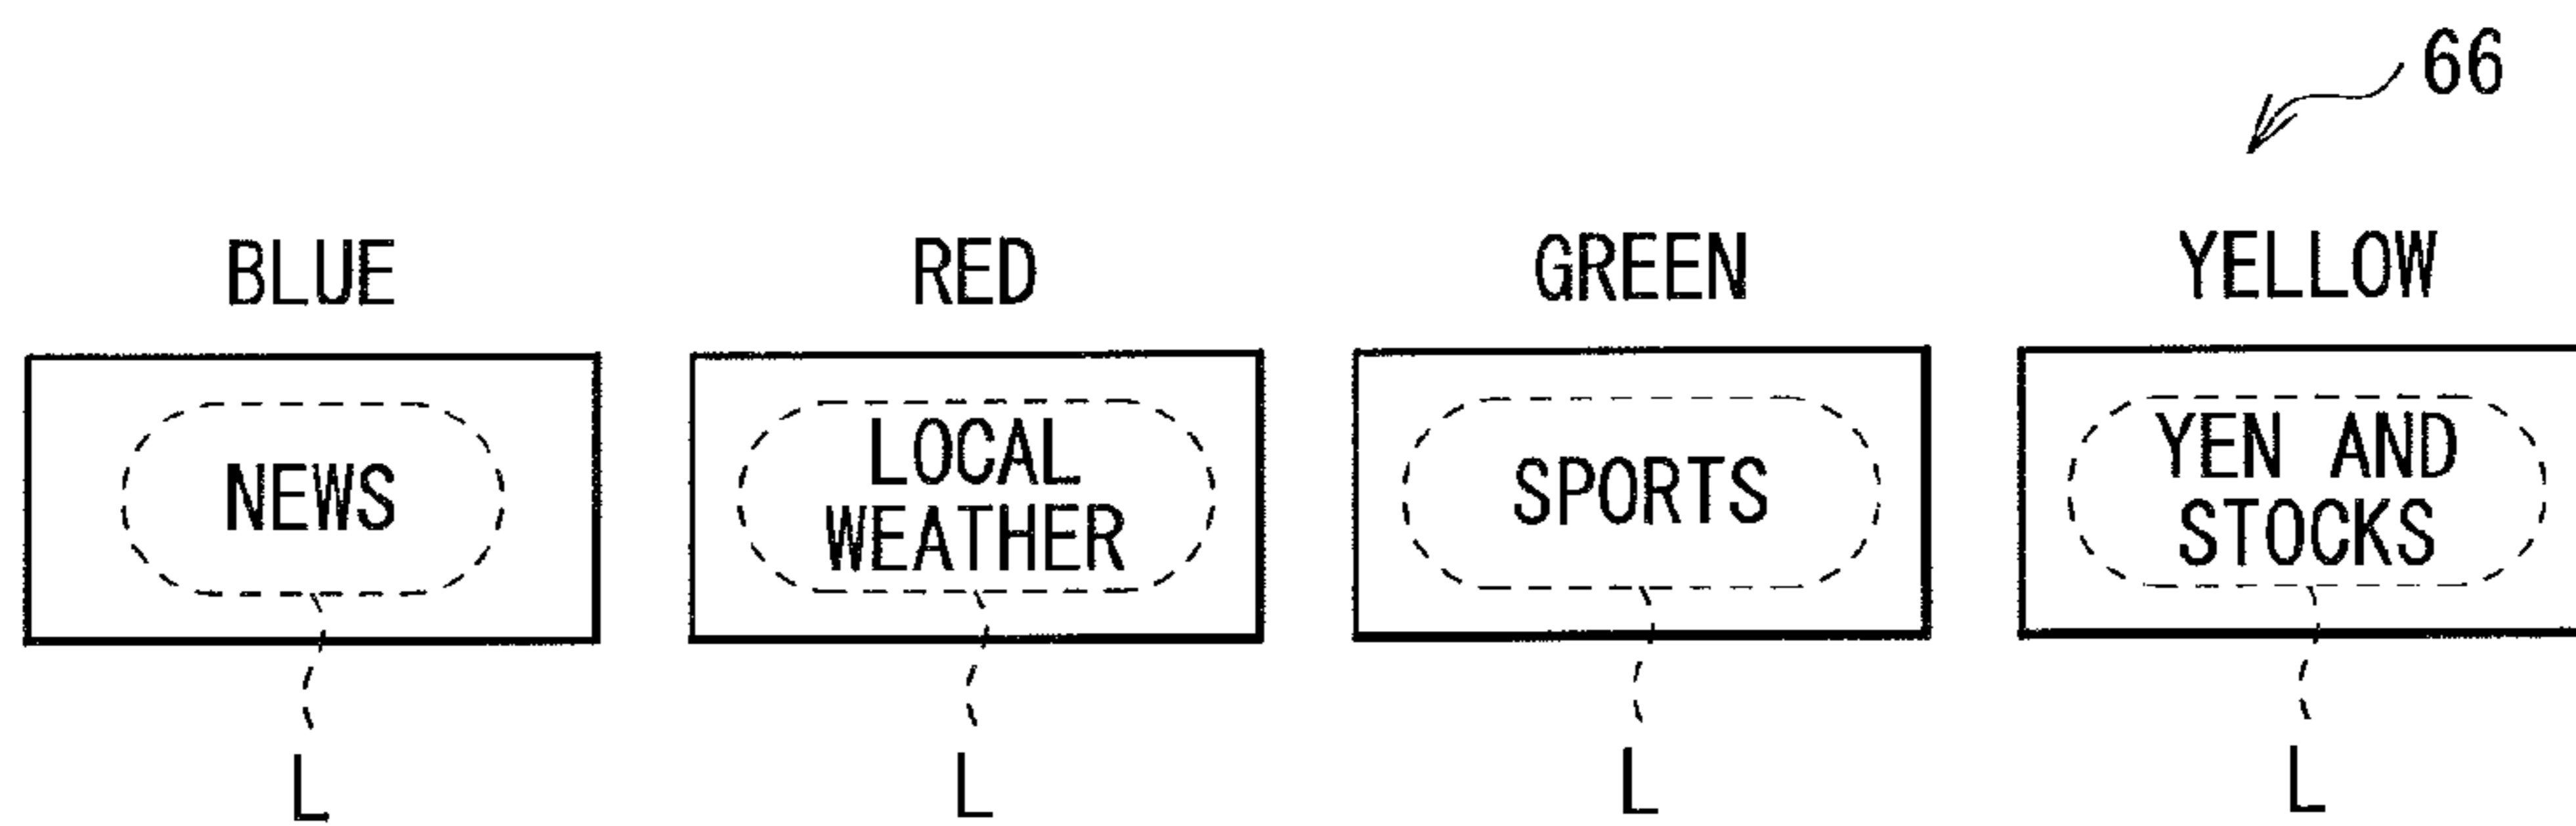 66
BLUE RED GREEN YELLOW
NEWS
LOCAL
WEATHER
SPORTS
YEN AND
STOCKS
L L L L